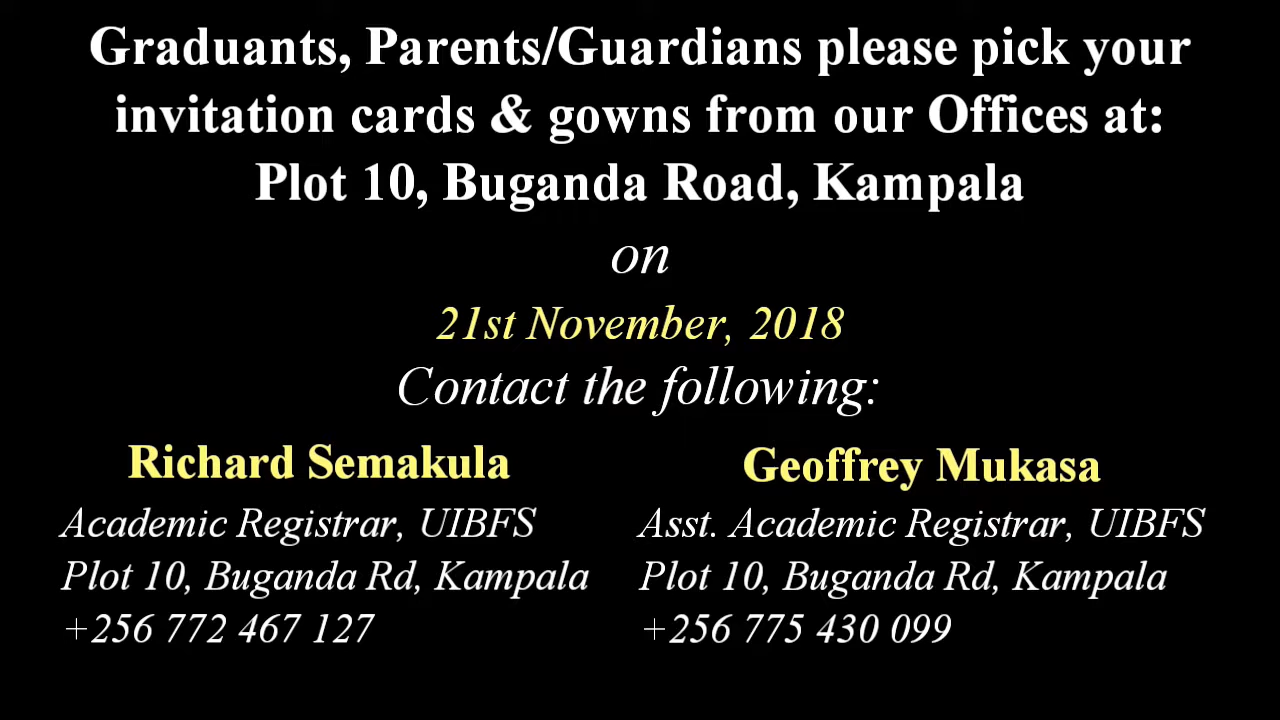 Graduants, Parents/Guardians please pick your
invitation cards & gowns from our Offices at:
Plot 10, Buganda Road, Kampala
on
21st November, 2018
Contact the following:
Richard Semakula
Academic Registrar, UIBFS
Plot 10, Buganda Rd, Kampala
+256 772 467 127
Geoffrey Mukasa
Asst. Academic Registrar, UIBFS
Plot 10, Buganda Rd, Kampala
+256 775 430 099